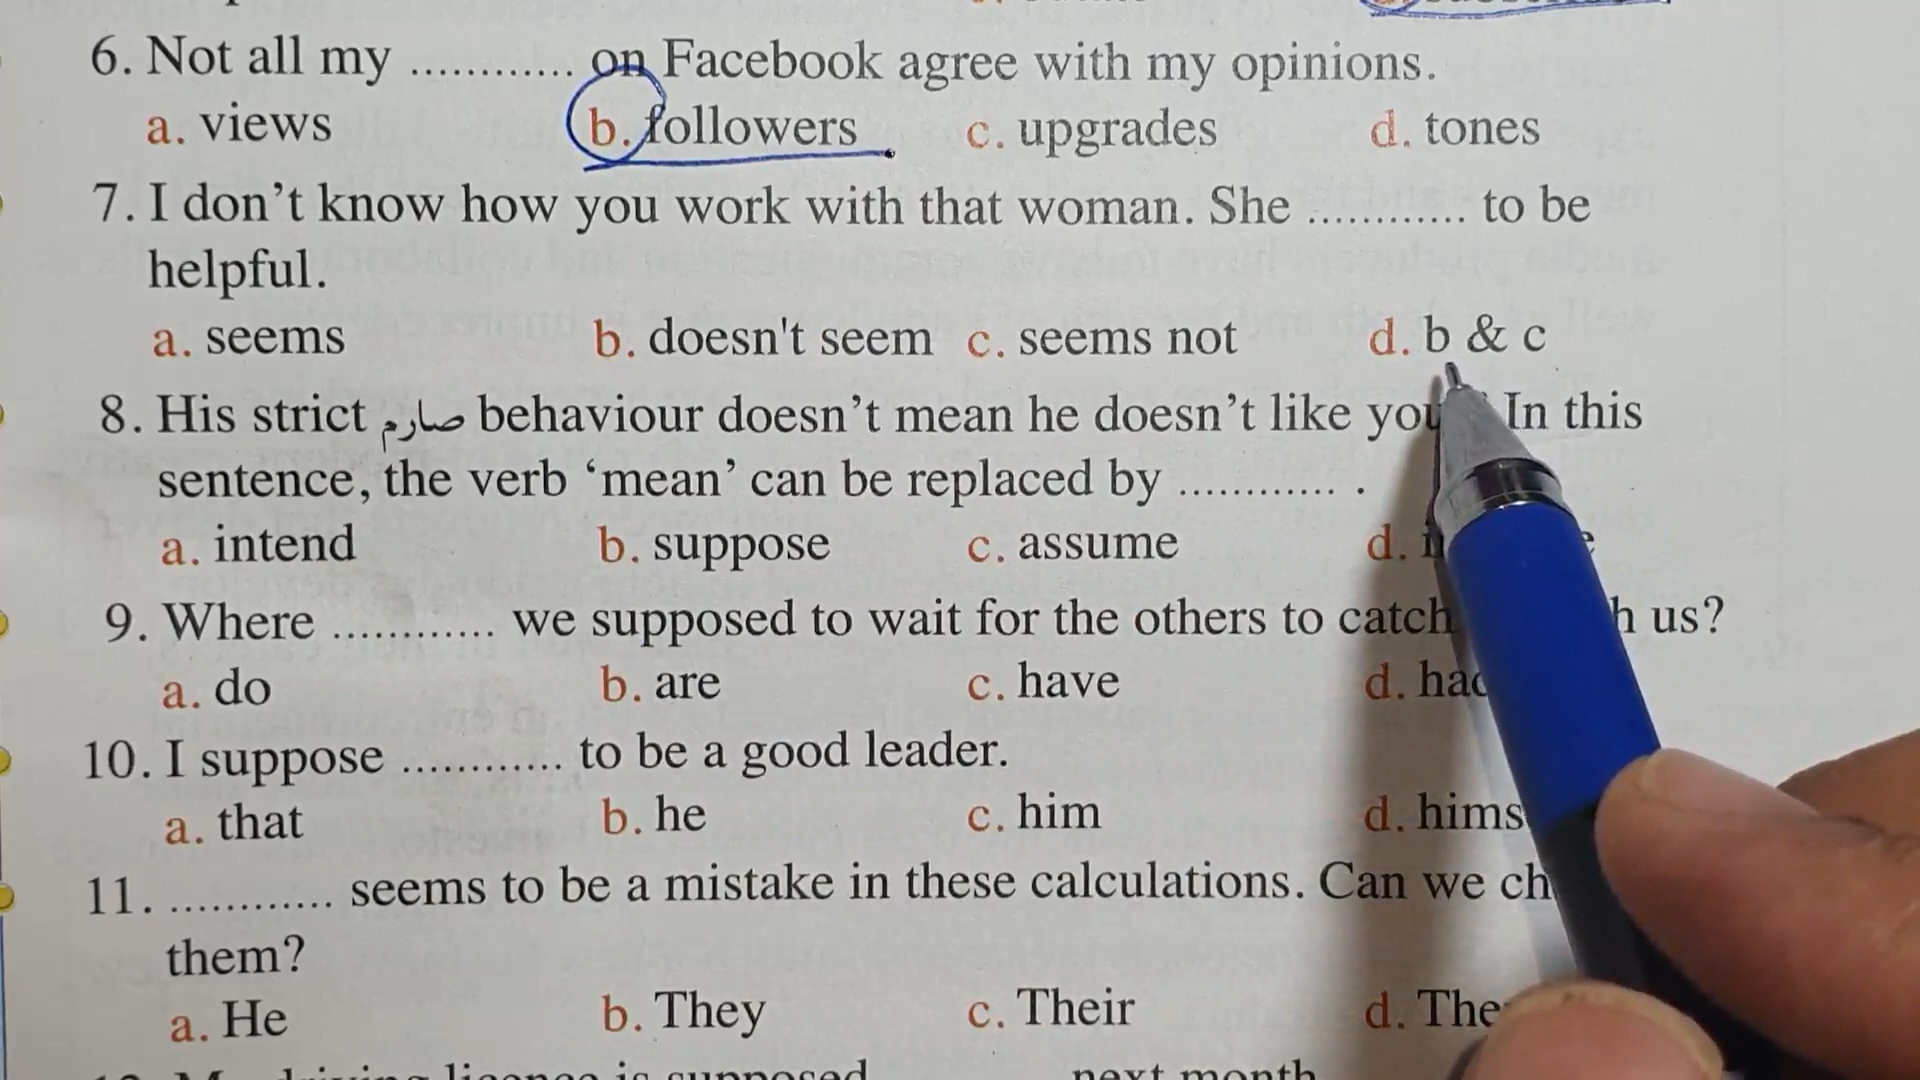 6. Not all my ............ on Facebook agree with my opinions.
a. views b. followers c. upgrades d. tones
7. I don't know how you work with that woman. She ............ to be
helpful.
a. seems b. doesn't seem c. seems not d. b & c
8. His strict صارم behaviour doesn't mean he doesn't like In this
sentence, the verb ‘mean’ can be replaced by ............ .
a. intend b. suppose c. assume d.
9. Where ............ we supposed to wait for the others to catch us?
a. do b. are c. have d.
10. I suppose ............ to be a good leader.
a. that b. he c. him d.
11. ............ seems to be a mistake in these calculations. Can we
them?
a. He b. They c. Their d.
is supposed next month